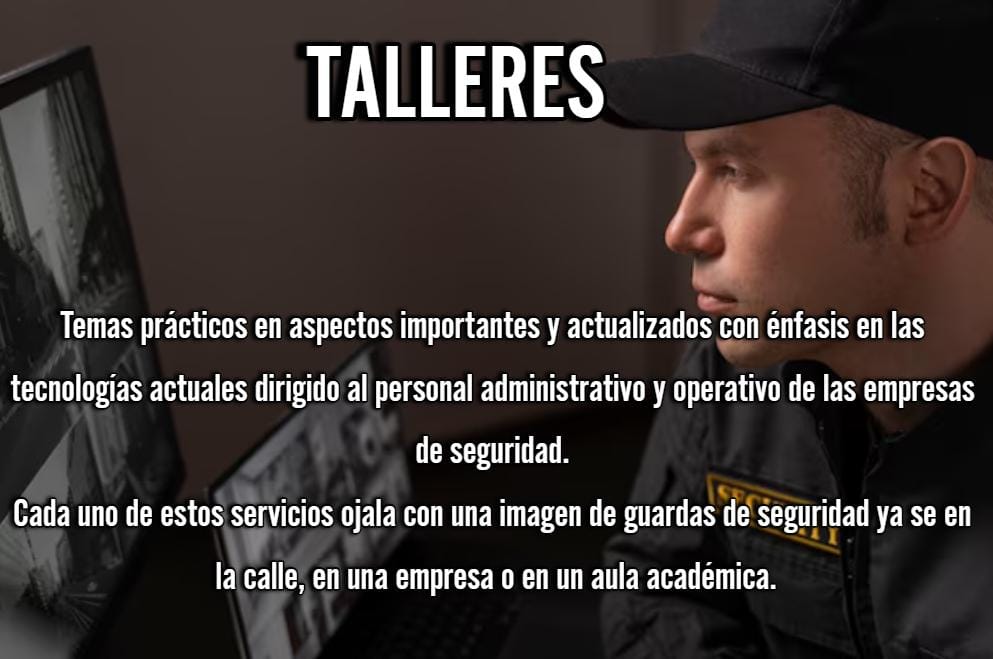 TALLERES
Temas prácticos en aspectos importantes y actualizados con énfasis en las
tecnologías actuales dirigido al personal administrativo y operativo de las empresas
de seguridad.
Cada uno de estos servicios ojala con una imagen de guardas de seguridad ya se en
la calle, en una empresa o en un aula académica.
SECURITY